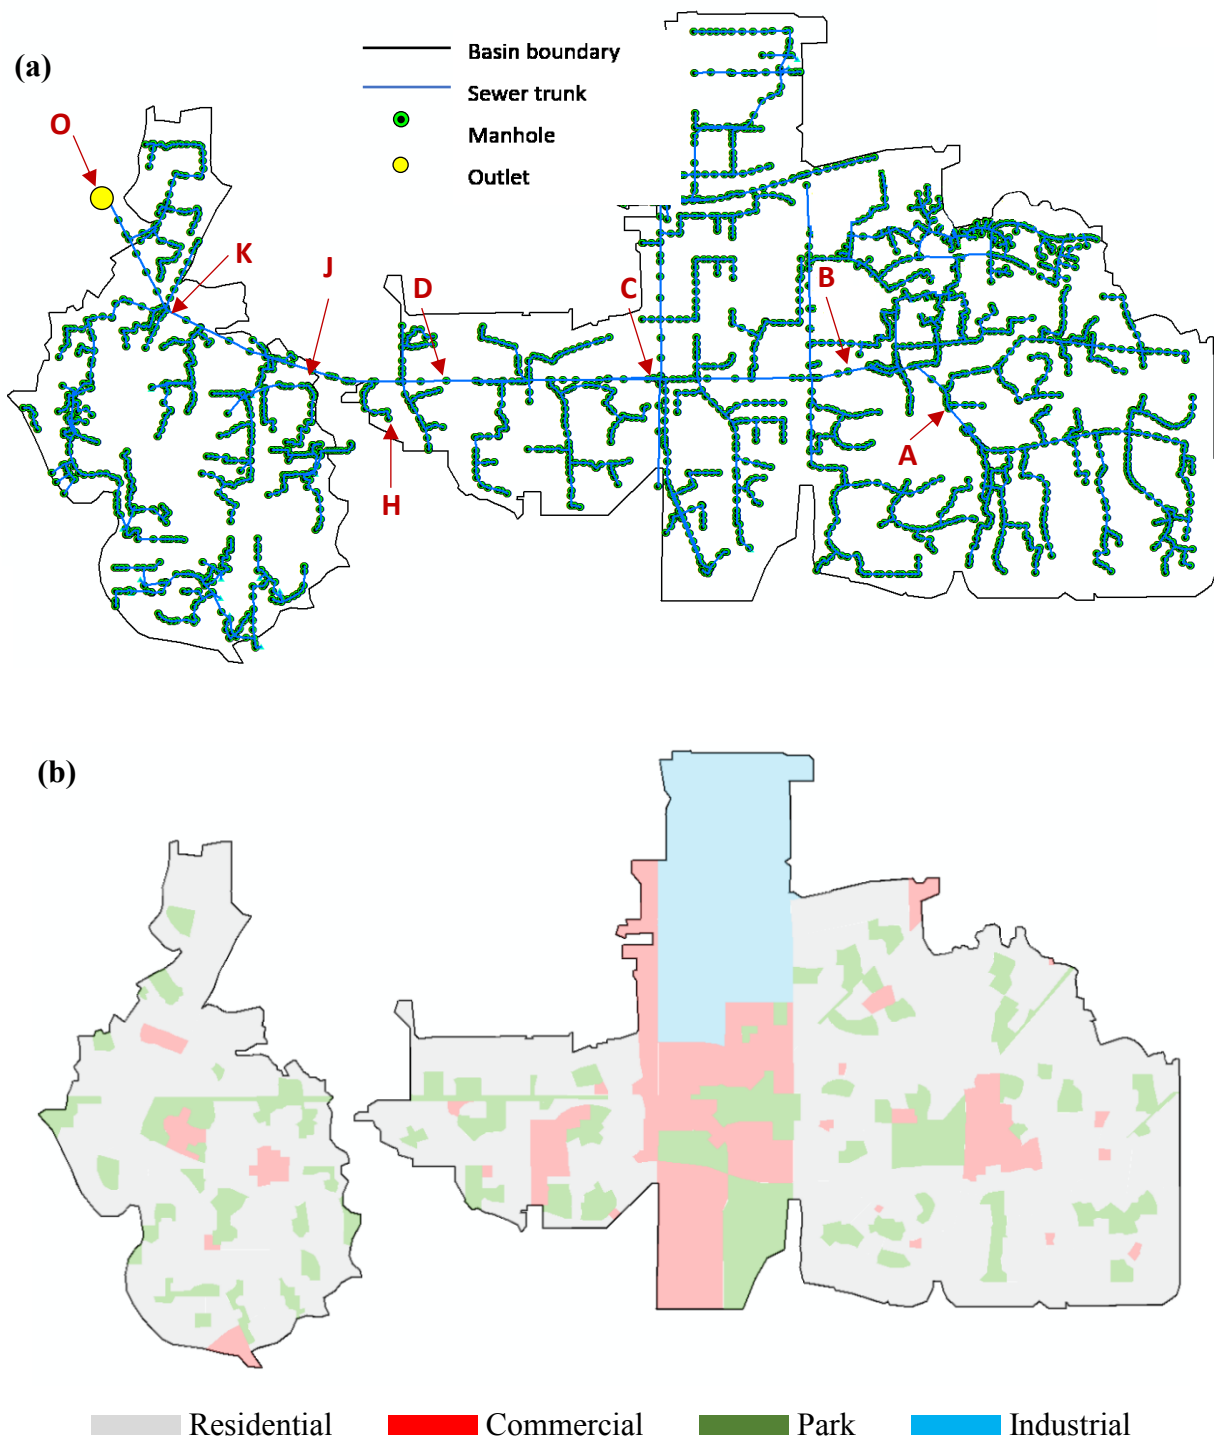 (a)
Basin boundary
Sewer trunk
Manhole
Outlet
O
K
J
D
C
B
A
H
(b)
Residential Commercial Park Industrial